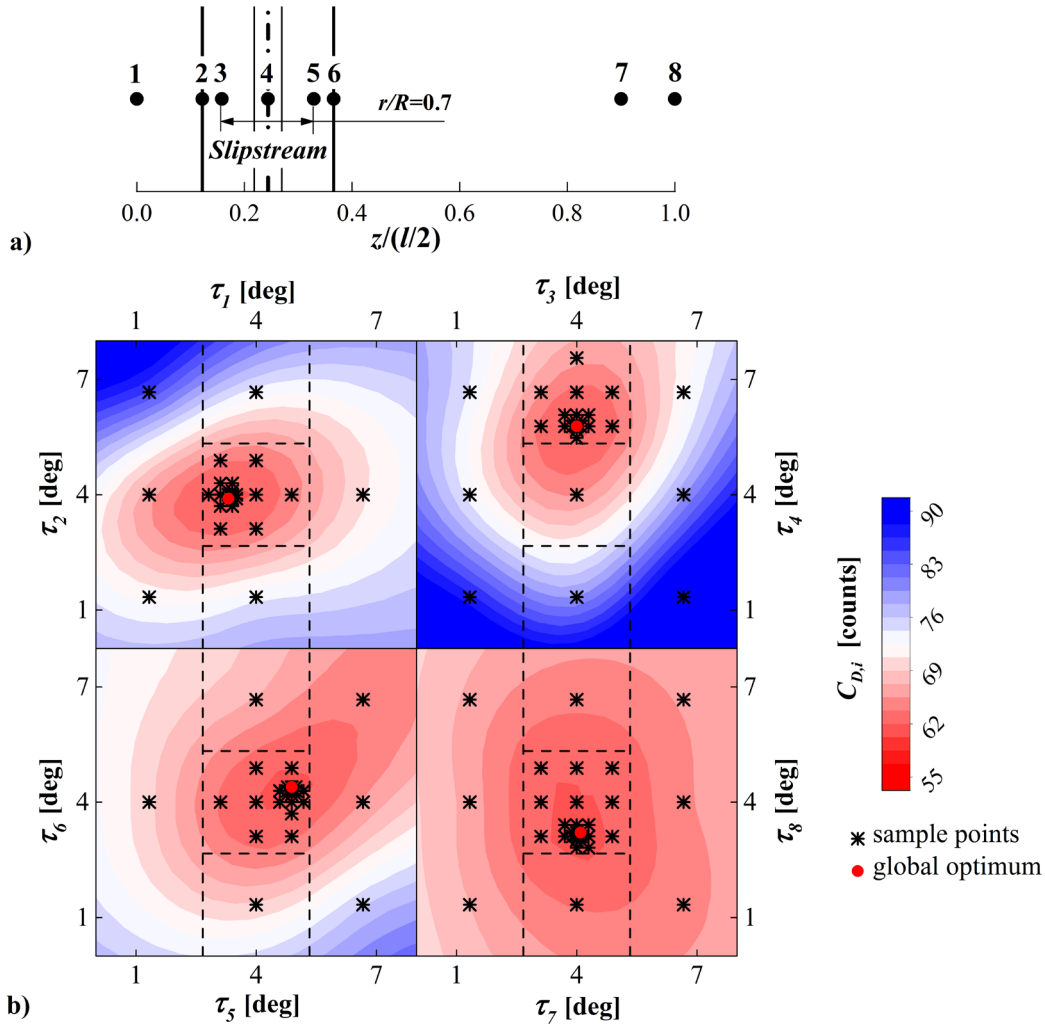 1 2 3 4 5 6 7 8
r/R=0.7
Slipstream
0.0 0.2 0.4 0.6 0.8 1.0
z/(l/2)
a)
τ1 [deg]
τ3 [deg]
1 4 7 1 4 7
7 4 1
τ2 [deg]
7 4 1
τ4 [deg]
7 4 1
τ6 [deg]
7 4 1
τ8 [deg]
1 4 7 1 4 7
τ5 [deg]
τ7 [deg]
b)
CD,i [counts]
90
83
76
69
62
55
sample points
global optimum